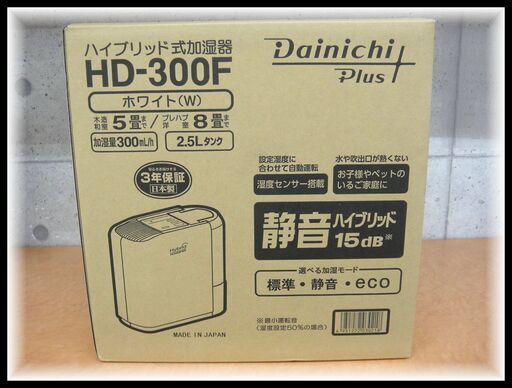 ハイブリッド式加湿器
HD-300F
ホワイト(W)
木造和室5畳まで/プレハブ洋室8畳まで
加湿量300mL/h
2.5Lタンク
3年保証
日本製
Hybrid
MADE IN JAPAN
Dainichi
Plus
設定湿度に
合わせて自動運転
湿度センサー搭載
水や吹出口が熱くない
お子様やペットの
いるご家庭に
静音ハイブリッド
15dB※
選べる加湿モード
標準・静音・eco
※最小運転音
(湿度設定50%の場合)